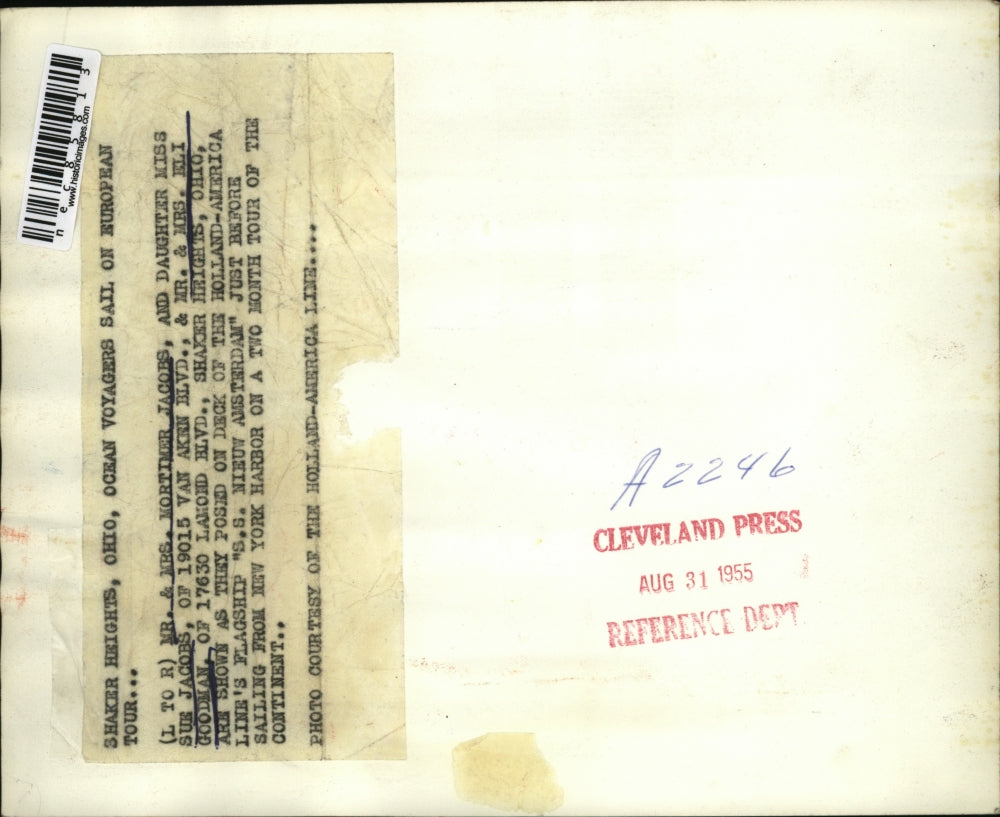 SHAKER HEIGHTS, OHIO, OCEAN VOYAGERS SAIL ON EUROPEAN
TOUR...
(L TO R) MR. & MRS. MORTIMER JACOBS, AND DAUGHTER MISS
SUE JACOBS, OF 19015 VAN AKEN BLVD., & MR. & MRS. ELI
GOODMAN, OF 17630 LAMOND BLVD., SHAKER HEIGHTS, OHIO,
ARE SHOWN AS THEY POSED ON DECK OF THE HOLLAND-AMERICA
LINE'S FLAGSHIP "S.S. NIEUW AMSTERDAM" JUST BEFORE
SAILING FROM NEW YORK HARBOR ON A TWO MONTH TOUR OF THE
CONTINENT..
PHOTO COURTESY OF THE HOLLAND-AMERICA LINE....
nec85813
www.historicimages.com
A2246
CLEVELAND PRESS
AUG 31 1955
REFERENCE DEPT